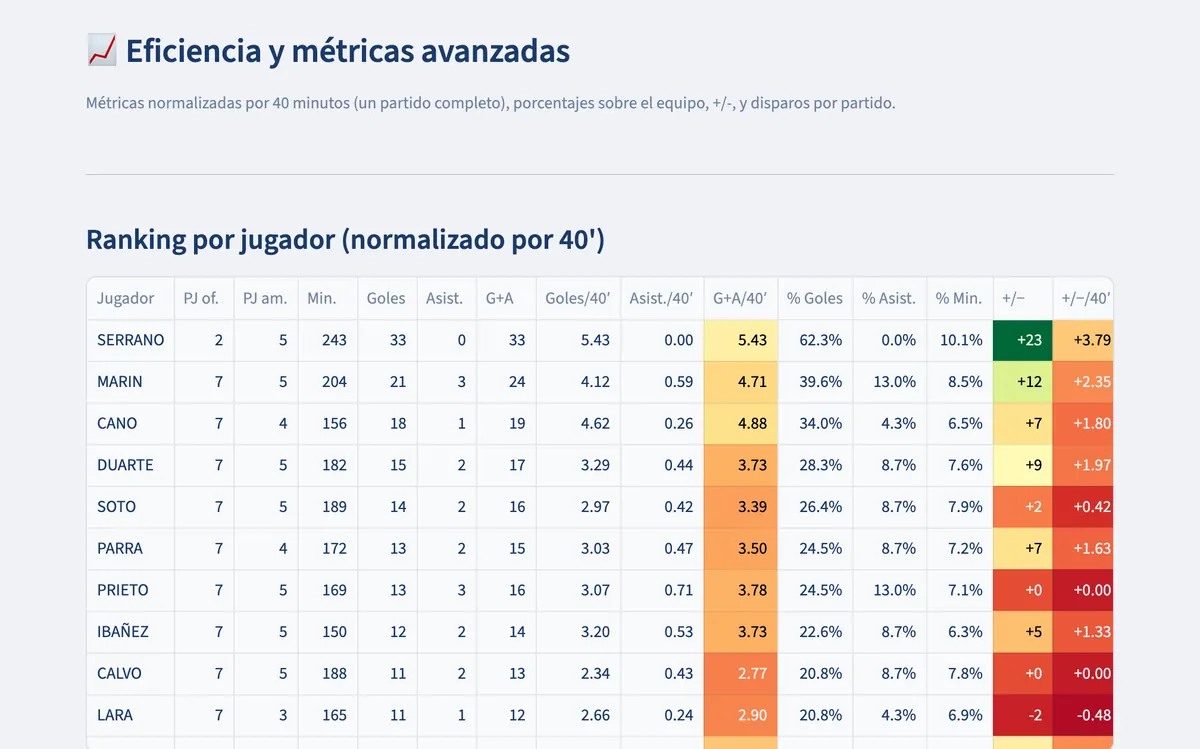 📈 Eficiencia y métricas avanzadas
Métricas normalizadas por 40 minutos (un partido completo), porcentajes sobre el equipo, +/-, y disparos por partido.
Ranking por jugador (normalizado por 40')
Jugador PJ of. PJ am. Min. Goles Asist. G+A Goles/40′ Asist./40′ G+A/40′ % Goles % Asist. % Min. +/− +/−/40′
SERRANO 2 5 243 33 0 33 5.43 0.00 5.43 62.3% 0.0% 10.1% +23 +3.79
MARIN 7 5 204 21 3 24 4.12 0.59 4.71 39.6% 13.0% 8.5% +12 +2.35
CANO 7 4 156 18 1 19 4.62 0.26 4.88 34.0% 4.3% 6.5% +7 +1.80
DUARTE 7 5 182 15 2 17 3.29 0.44 3.73 28.3% 8.7% 7.6% +9 +1.97
SOTO 7 5 189 14 2 16 2.97 0.42 3.39 26.4% 8.7% 7.9% +2 +0.42
PARRA 7 4 172 13 2 15 3.03 0.47 3.50 24.5% 8.7% 7.2% +7 +1.63
PRIETO 7 5 169 13 3 16 3.07 0.71 3.78 24.5% 13.0% 7.1% +0 +0.00
IBAÑEZ 7 5 150 12 2 14 3.20 0.53 3.73 22.6% 8.7% 6.3% +5 +1.33
CALVO 7 5 188 11 2 13 2.34 0.43 2.77 20.8% 8.7% 7.8% +0 +0.00
LARA 7 3 165 11 1 12 2.66 0.24 2.90 20.8% 4.3% 6.9% -2 -0.48